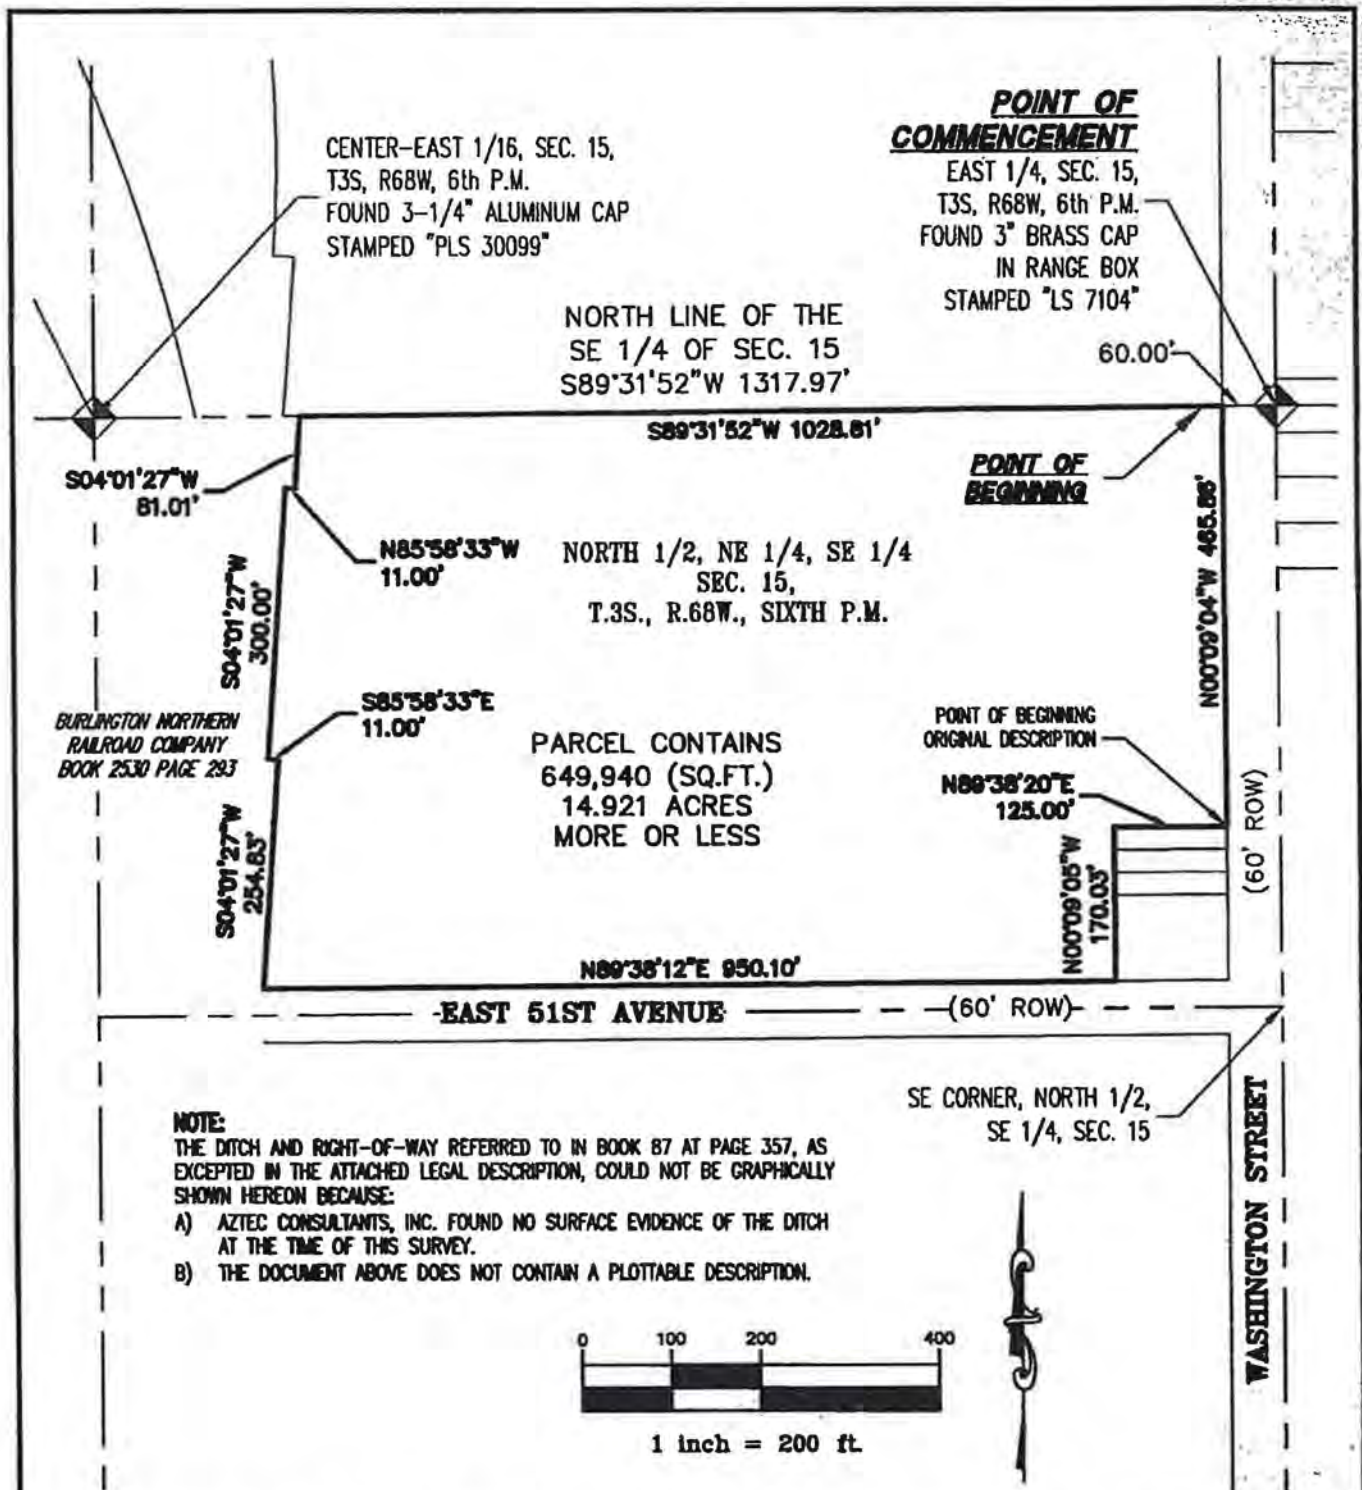 POINT OF
COMMENCEMENT
EAST 1/4, SEC. 15,
T3S, R68W, 6th P.M.
FOUND 3" BRASS CAP
IN RANGE BOX
STAMPED "LS 7104"
CENTER-EAST 1/16, SEC. 15,
T3S, R68W, 6th P.M.
FOUND 3-1/4" ALUMINUM CAP
STAMPED "PLS 30099"
NORTH LINE OF THE
SE 1/4 OF SEC. 15
S89°31'52"W 1317.97'
60.00'
S89°31'52"W 1028.81'
POINT OF
BEGINNING
S04°01'27"W
81.01'
N85°58'33"W
11.00'
NORTH 1/2, NE 1/4, SE 1/4
SEC. 15,
T.3S., R.68W., SIXTH P.M.
N00°09'04"W 465.88'
S04°01'27"W
300.00'
S85°58'33"E
11.00'
BURLINGTON NORTHERN
RAILROAD COMPANY
BOOK 2530 PAGE 293
PARCEL CONTAINS
649,940 (SQ.FT.)
14.921 ACRES
MORE OR LESS
POINT OF BEGINNING
ORIGINAL DESCRIPTION
N89°38'20"E
125.00'
(60' ROW)
S04°01'27"W
254.83'
N00°09'05"W
170.03'
N89°38'12"E 950.10'
EAST 51ST AVENUE
(60' ROW)
SE CORNER, NORTH 1/2,
SE 1/4, SEC. 15
WASHINGTON STREET
NOTE:
THE DITCH AND RIGHT-OF-WAY REFERRED TO IN BOOK 87 AT PAGE 357, AS
EXCEPTED IN THE ATTACHED LEGAL DESCRIPTION, COULD NOT BE GRAPHICALLY
SHOWN HEREON BECAUSE:
A) AZTEC CONSULTANTS, INC. FOUND NO SURFACE EVIDENCE OF THE DITCH
AT THE TIME OF THIS SURVEY.
B) THE DOCUMENT ABOVE DOES NOT CONTAIN A PLOTTABLE DESCRIPTION.
0 100 200 400
1 inch = 200 ft.